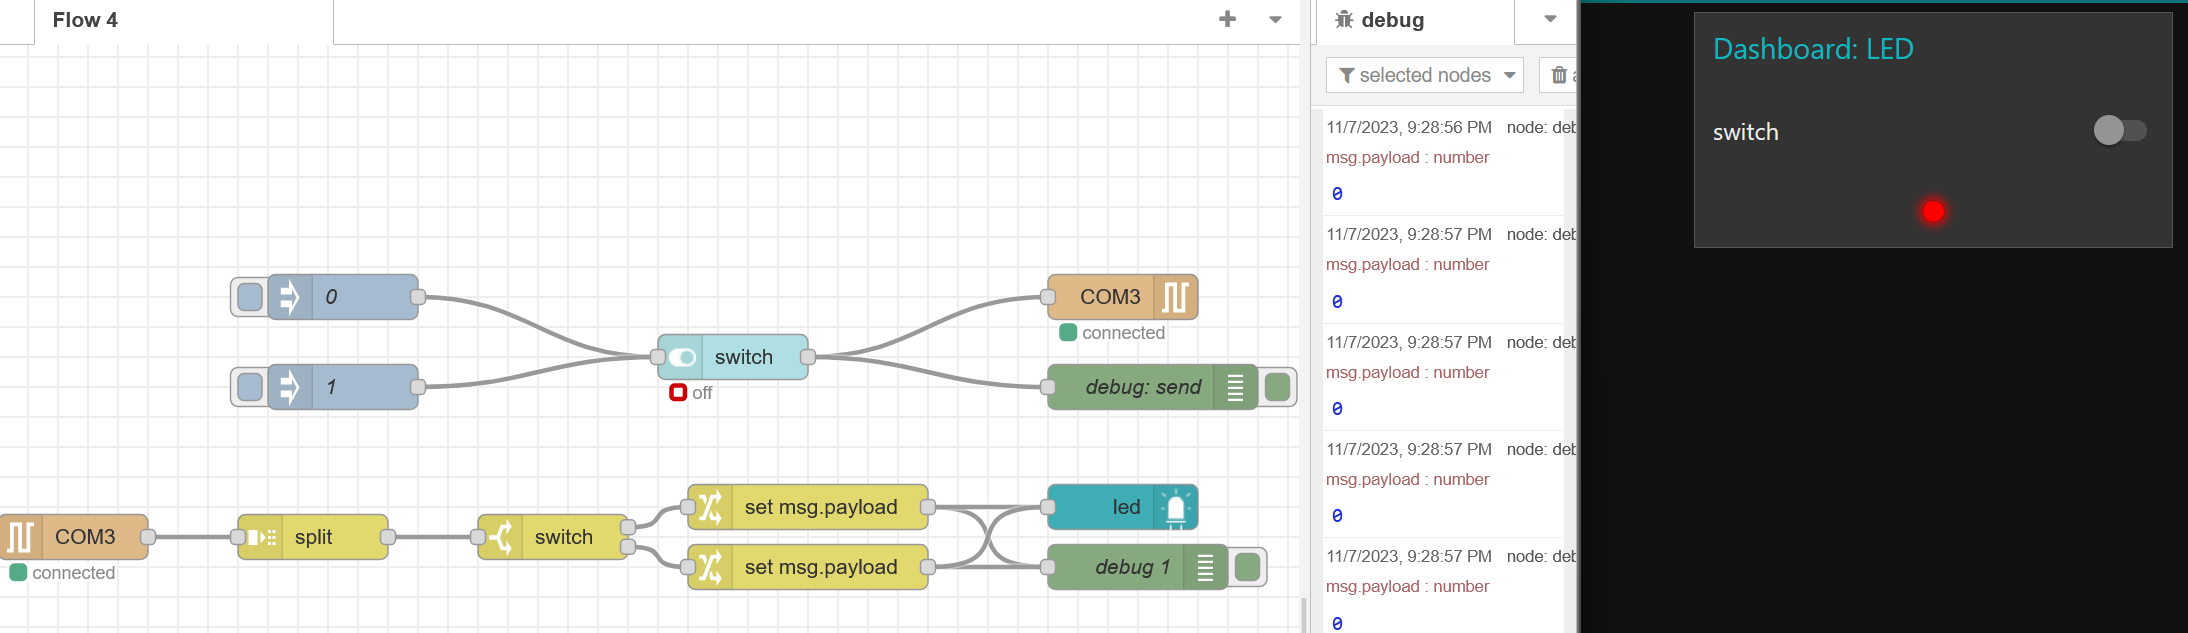 Flow 4
0
1
switch
off
COM3
connected
debug: send
COM3
connected
split
switch
set msg.payload
set msg.payload
led
debug 1
debug
selected nodes
11/7/2023, 9:28:56 PM node: deb
msg.payload : number
0
11/7/2023, 9:28:57 PM node: deb
msg.payload : number
0
11/7/2023, 9:28:57 PM node: deb
msg.payload : number
0
11/7/2023, 9:28:57 PM node: deb
msg.payload : number
0
11/7/2023, 9:28:57 PM node: deb
msg.payload : number
0
Dashboard: LED
switch